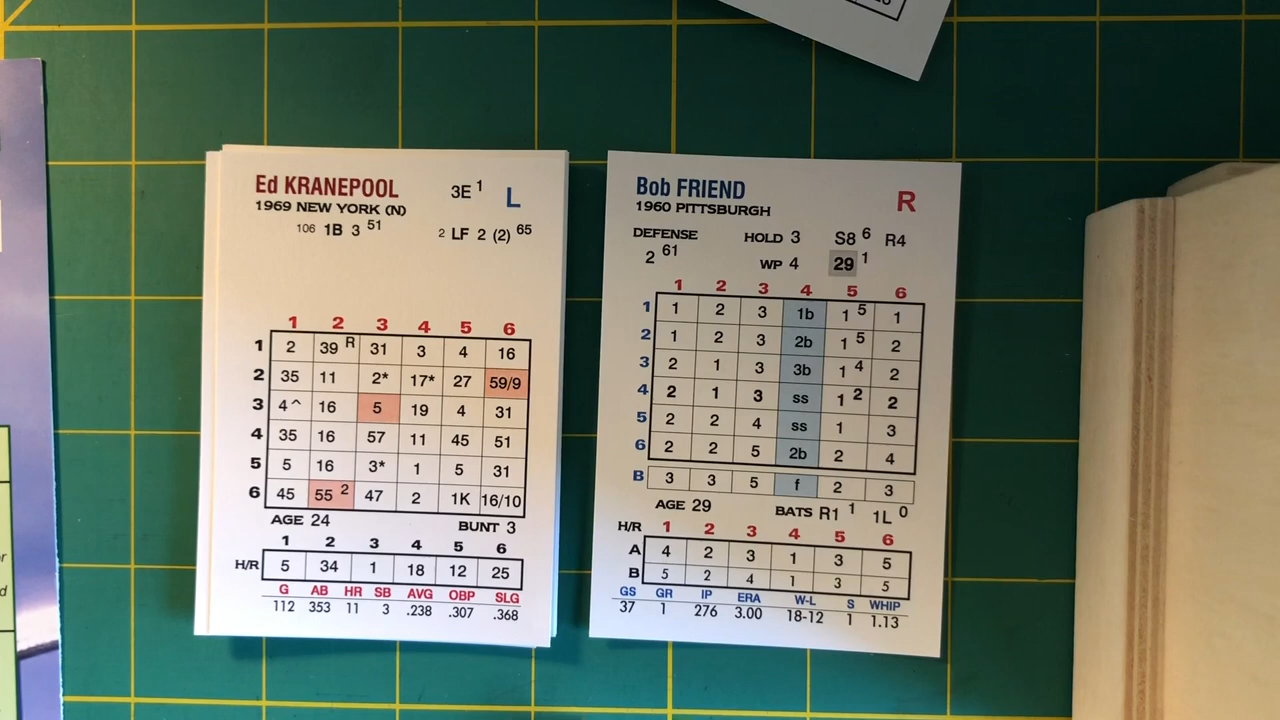 Ed KRANEPOOL 3E 1 L
1969 NEW YORK (N)
106 1B 3 51 2 LF 2 (2) 65
1 2 3 4 5 6
1 2 39 R 31 3 4 16
2 35 11 2* 17* 27 59/9
3 4^ 16 5 19 4 31
4 35 16 57 11 45 51
5 5 16 3* 1 5 31
6 45 55 2 47 2 1K 16/10
AGE 24 BUNT 3
1 2 3 4 5 6
H/R 5 34 1 18 12 25
G AB HR SB AVG OBP SLG
112 353 11 3 .238 .307 .368
Bob FRIEND R
1960 PITTSBURGH
DEFENSE HOLD 3 S8 6 R4
2 61 WP 4 29 1
1 2 3 4 5 6
1 1 2 3 1b 1 5 1
2 1 2 3 2b 1 5 2
3 2 1 3 3b 1 4 2
4 2 1 3 ss 1 2 2
5 2 2 4 ss 1 3
6 2 2 5 2b 2 4
B 3 3 5 f 2 3
AGE 29 BATS R1 1 1L 0
H/R 1 2 3 4 5 6
A 4 2 3 1 3 5
B 5 2 4 1 3 5
GS GR IP ERA W-L S WHIP
37 1 276 3.00 18-12 1 1.13